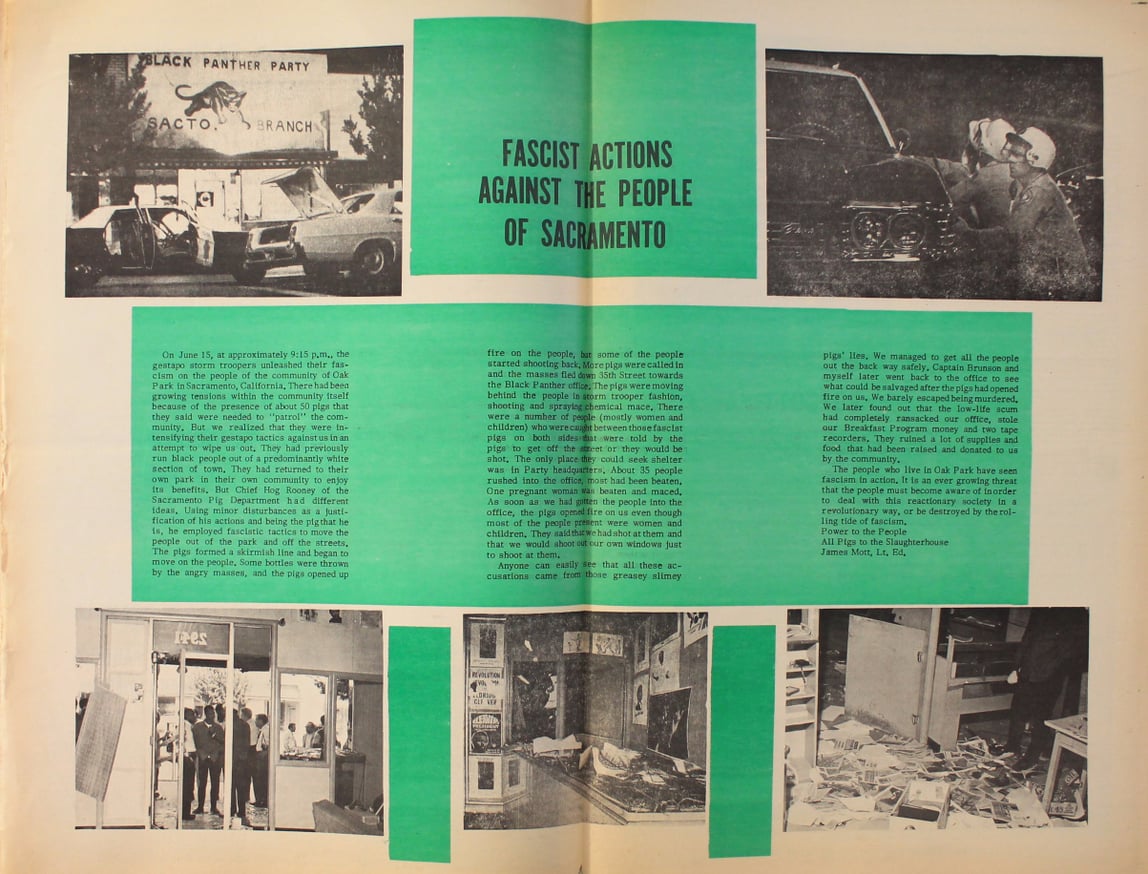 BLACK PANTHER PARTY
SACTO. BRANCH
FASCIST ACTIONS
AGAINST THE PEOPLE
OF SACRAMENTO
On June 15, at approximately 9:15 p.m., the
gestapo storm troopers unleashed their fas-
cism on the people of the community of Oak
Park in Sacramento, California. There had been
growing tensions within the community itself
because of the presence of about 50 pigs that
they said were needed to "patrol" the com-
munity. But we realized that they were in-
tensifying their gestapo tactics against us in an
attempt to wipe us out. They had previously
run black people out of a predominantly white
section of town. They had returned to their
own park in their own community to enjoy
its benefits. But Chief Hog Rooney of the
Sacramento Pig Department had different
ideas. Using minor disturbances as a justi-
fication of his actions and being the pig that he
is, he employed fascistic tactics to move the
people out of the park and off the streets.
The pigs formed a skirmish line and began to
move on the people. Some bottles were thrown
by the angry masses, and the pigs opened up
fire on the people, but some of the people
started shooting back. More pigs were called in
and the masses fled down 35th Street towards
the Black Panther office. The pigs were moving
behind the people in storm trooper fashion,
shooting and spraying chemical mace. There
were a number of people (mostly women and
children) who were caught between those fascist
pigs on both sides that were told by the
pigs to get off the street or they would be
shot. The only place they could seek shelter
was in Party headquarters. About 35 people
rushed into the office, most had been beaten.
One pregnant woman was beaten and maced.
As soon as we had gotten the people into the
office, the pigs opened fire on us even though
most of the people present were women and
children. They said that we had shot at them and
that we would shoot out our own windows just
to shoot at them.
Anyone can easily see that all these ac-
cusations came from those greasey slimey
pigs' lies. We managed to get all the people
out the back way safely. Captain Brunson and
myself later went back to the office to see
what could be salvaged after the pigs had opened
fire on us. We barely escaped being murdered.
We later found out that the low-life scum
had completely ransacked our office, stole
our Breakfast Program money and two tape
recorders. They ruined a lot of supplies and
food that had been raised and donated to us
by the community.
The people who live in Oak Park have seen
fascism in action. It is an ever growing threat
that the people must become aware of in order
to deal with this reactionary society in a
revolutionary way, or be destroyed by the rol-
ling tide of fascism.
Power to the People
All Pigs to the Slaughterhouse
James Mott, Lt. Ed.
2941
REVOLUTION